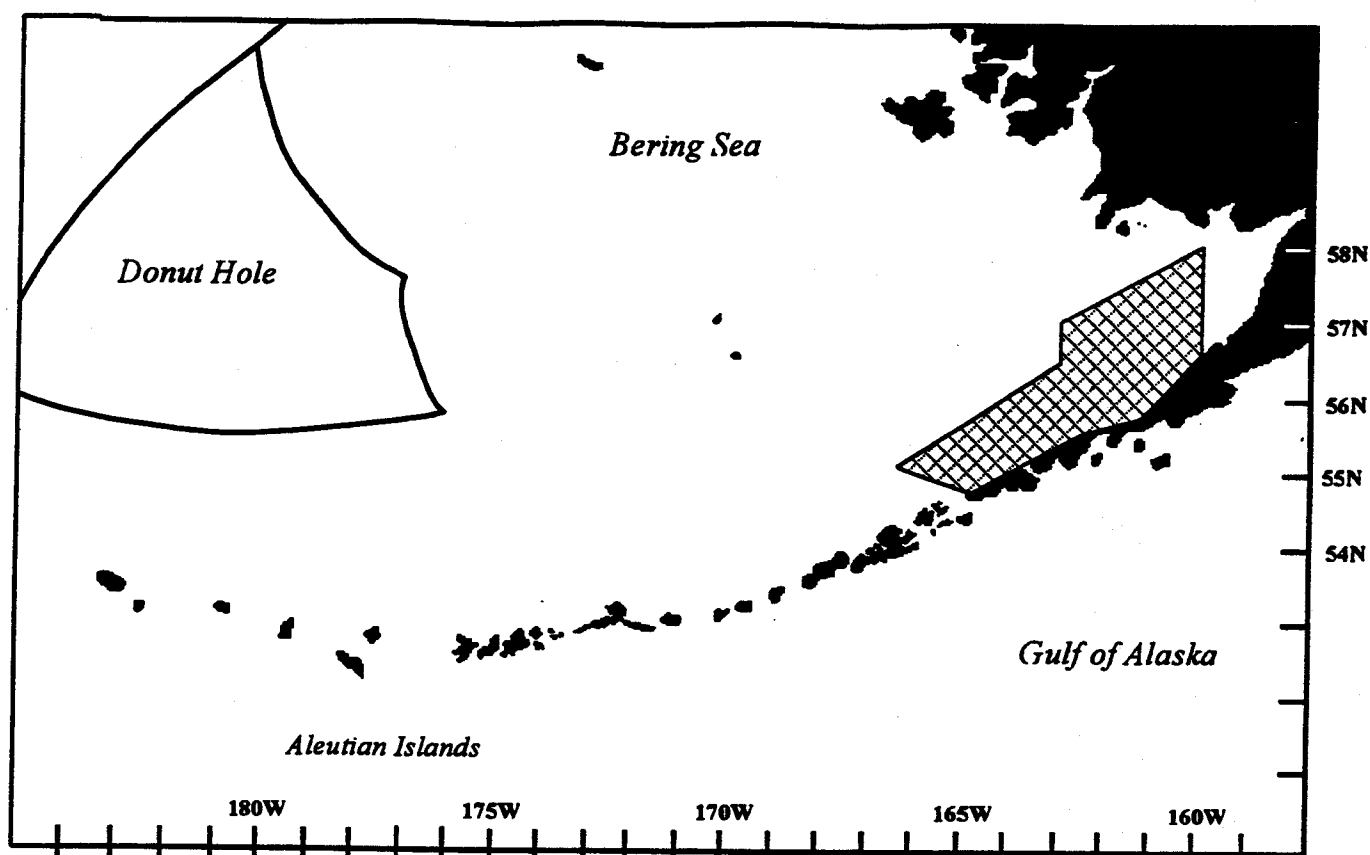 Bering Sea
Donut Hole
58N
57N
56N
55N
54N
Gulf of Alaska
Aleutian Islands
180W
175W
170W
165W
160W